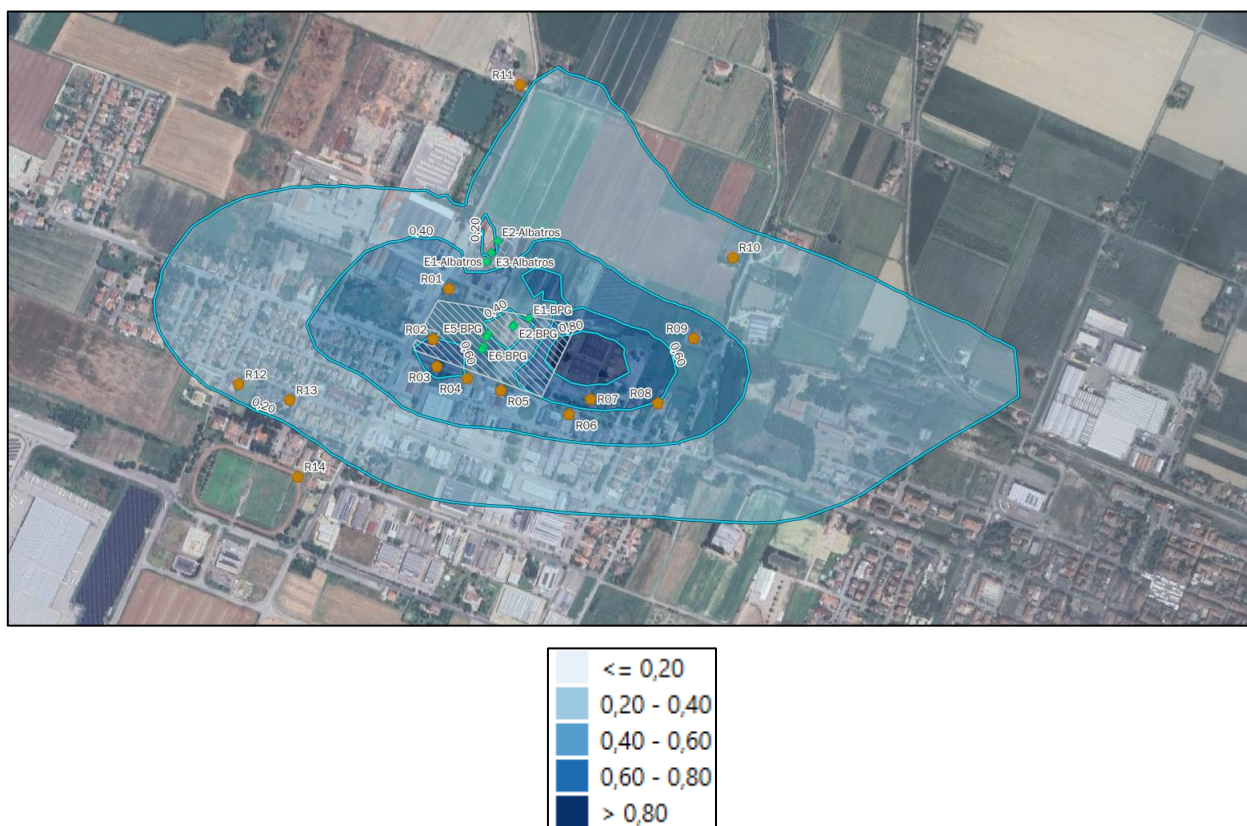 R11
E2-Albatros
0,20
0,40
R10
E1-Albatros
E3-Albatros
R01
0,40
E1-BPG
E5-BPG
E2-BPG
0,80
R02
R09
E6-BPG
0,60
0,60
R03
R04
R12
R05
R07
R08
R13
0,20
R06
R14
<= 0,20
0,20 - 0,40
0,40 - 0,60
0,60 - 0,80
> 0,80